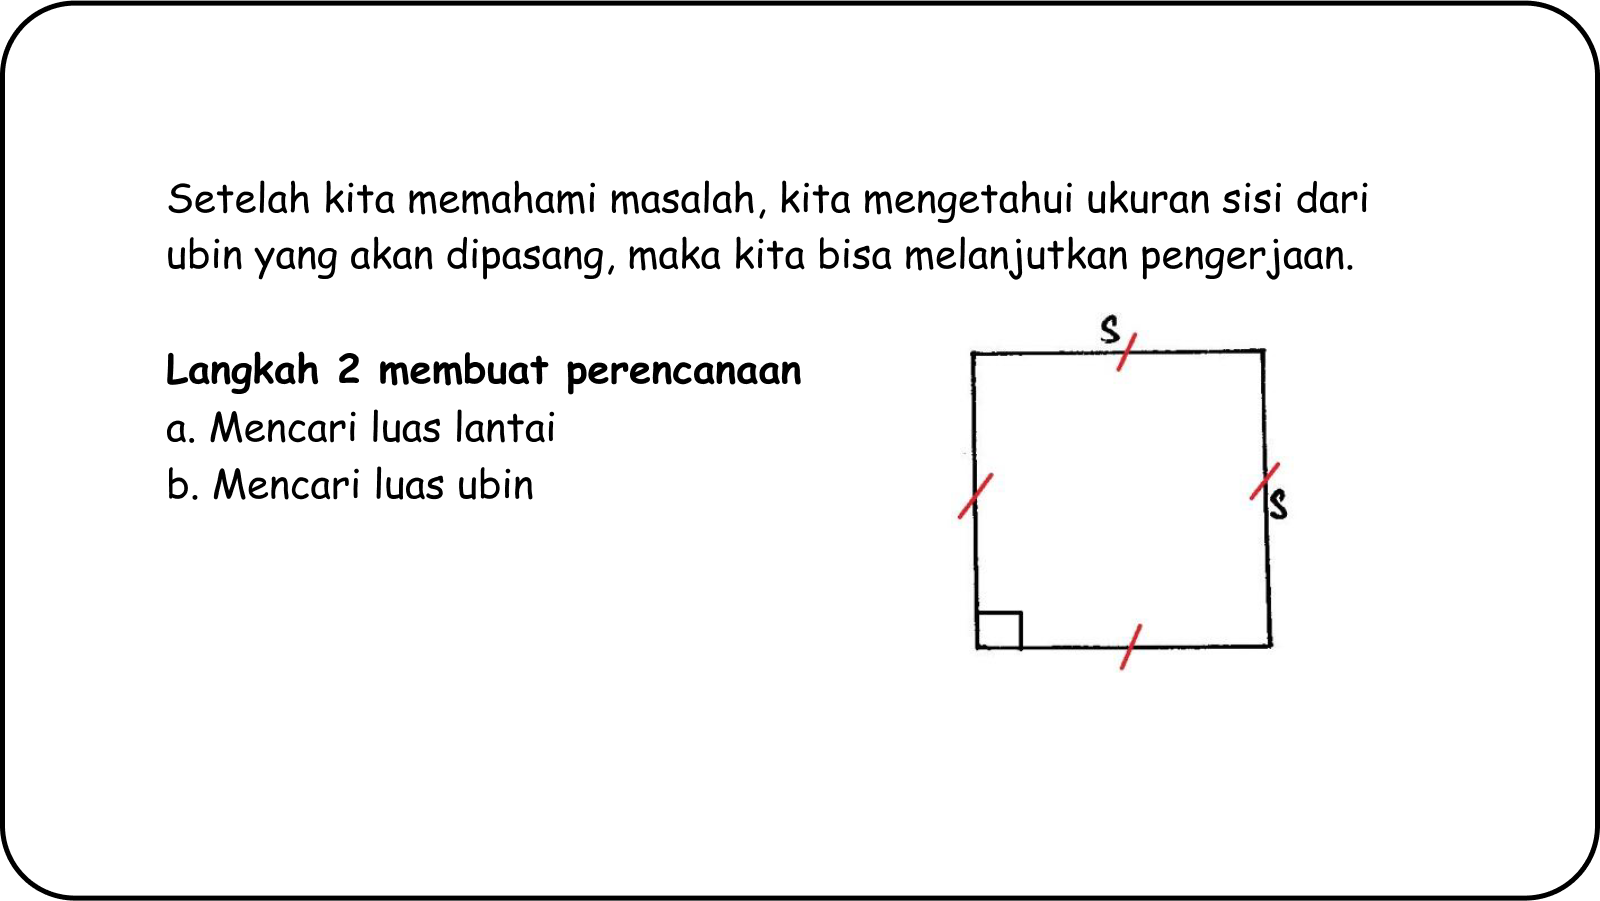 Setelah kita memahami masalah, kita mengetahui ukuran sisi dari
ubin yang akan dipasang, maka kita bisa melanjutkan pengerjaan.
Langkah 2 membuat perencanaan
a. Mencari luas lantai
b. Mencari luas ubin
s
s